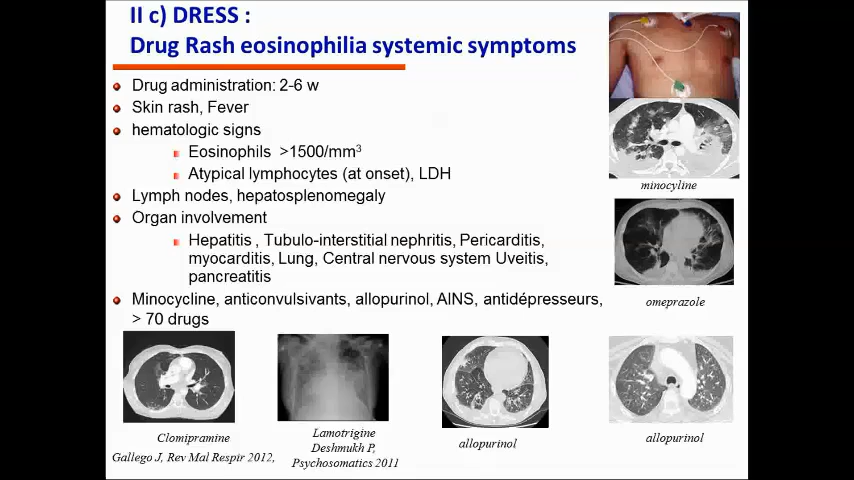 II c) DRESS :
Drug Rash eosinophilia systemic symptoms
Drug administration: 2-6 w
Skin rash, Fever
hematologic signs
Eosinophils >1500/mm³
Atypical lymphocytes (at onset), LDH
Lymph nodes, hepatosplenomegaly
Organ involvement
Hepatitis , Tubulo-interstitial nephritis, Pericarditis,
myocarditis, Lung, Central nervous system Uveitis,
pancreatitis
Minocycline, anticonvulsivants, allopurinol, AINS, antidépresseurs,
> 70 drugs
minocyline
omeprazole
Clomipramine
Gallego J, Rev Mal Respir 2012,
Lamotrigine
Deshmukh P,
Psychosomatics 2011
allopurinol
allopurinol